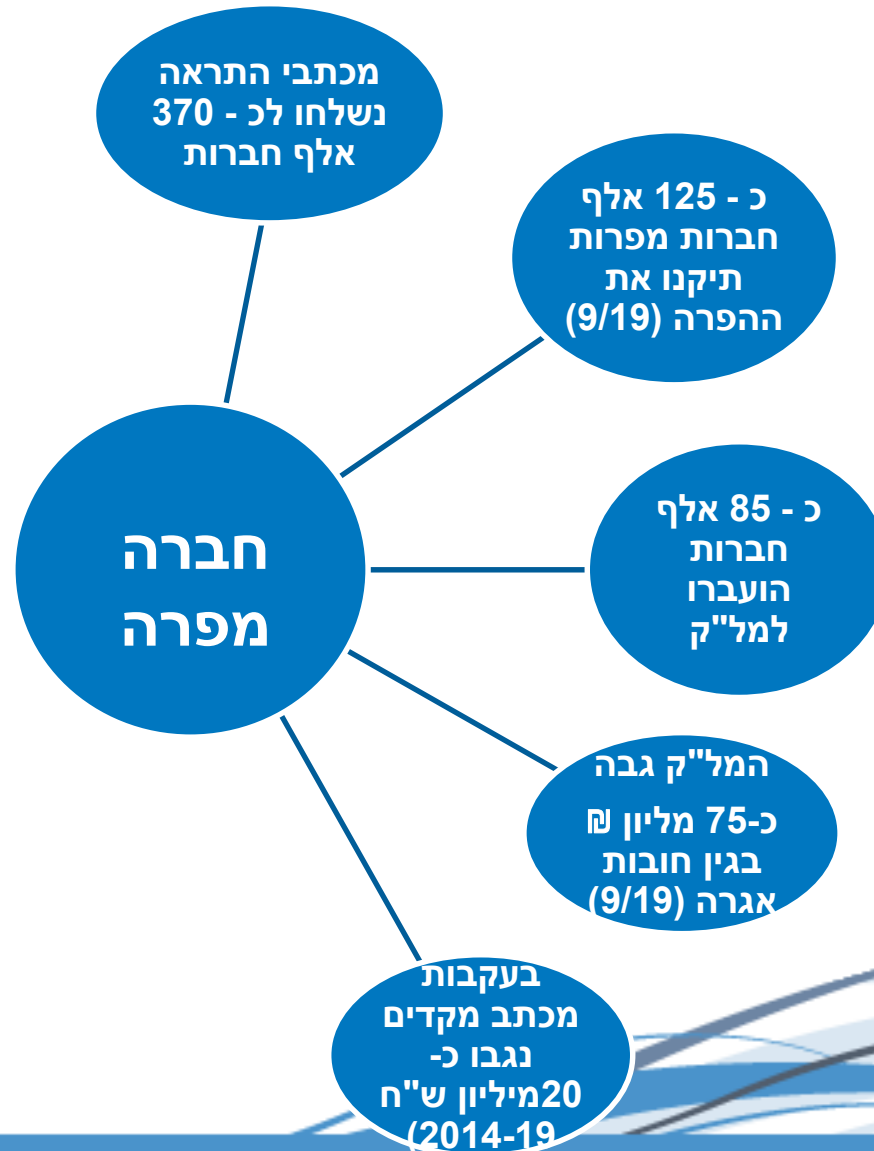 מכתבי התראה
נשלחו לכ - 370
אלף חברות
כ - 125 אלף
חברות מפרות
תיקנו את
ההפרה (9/19)
חברה
מפרה
כ - 85 אלף
חברות
הועברו
למל"ק
המל"ק גבה
כ-75 מליון ₪
בגין חובות
אגרה (9/19)
בעקבות
מכתב מקדים
נגבו כ-
20מיליון ש"ח
(2014-19